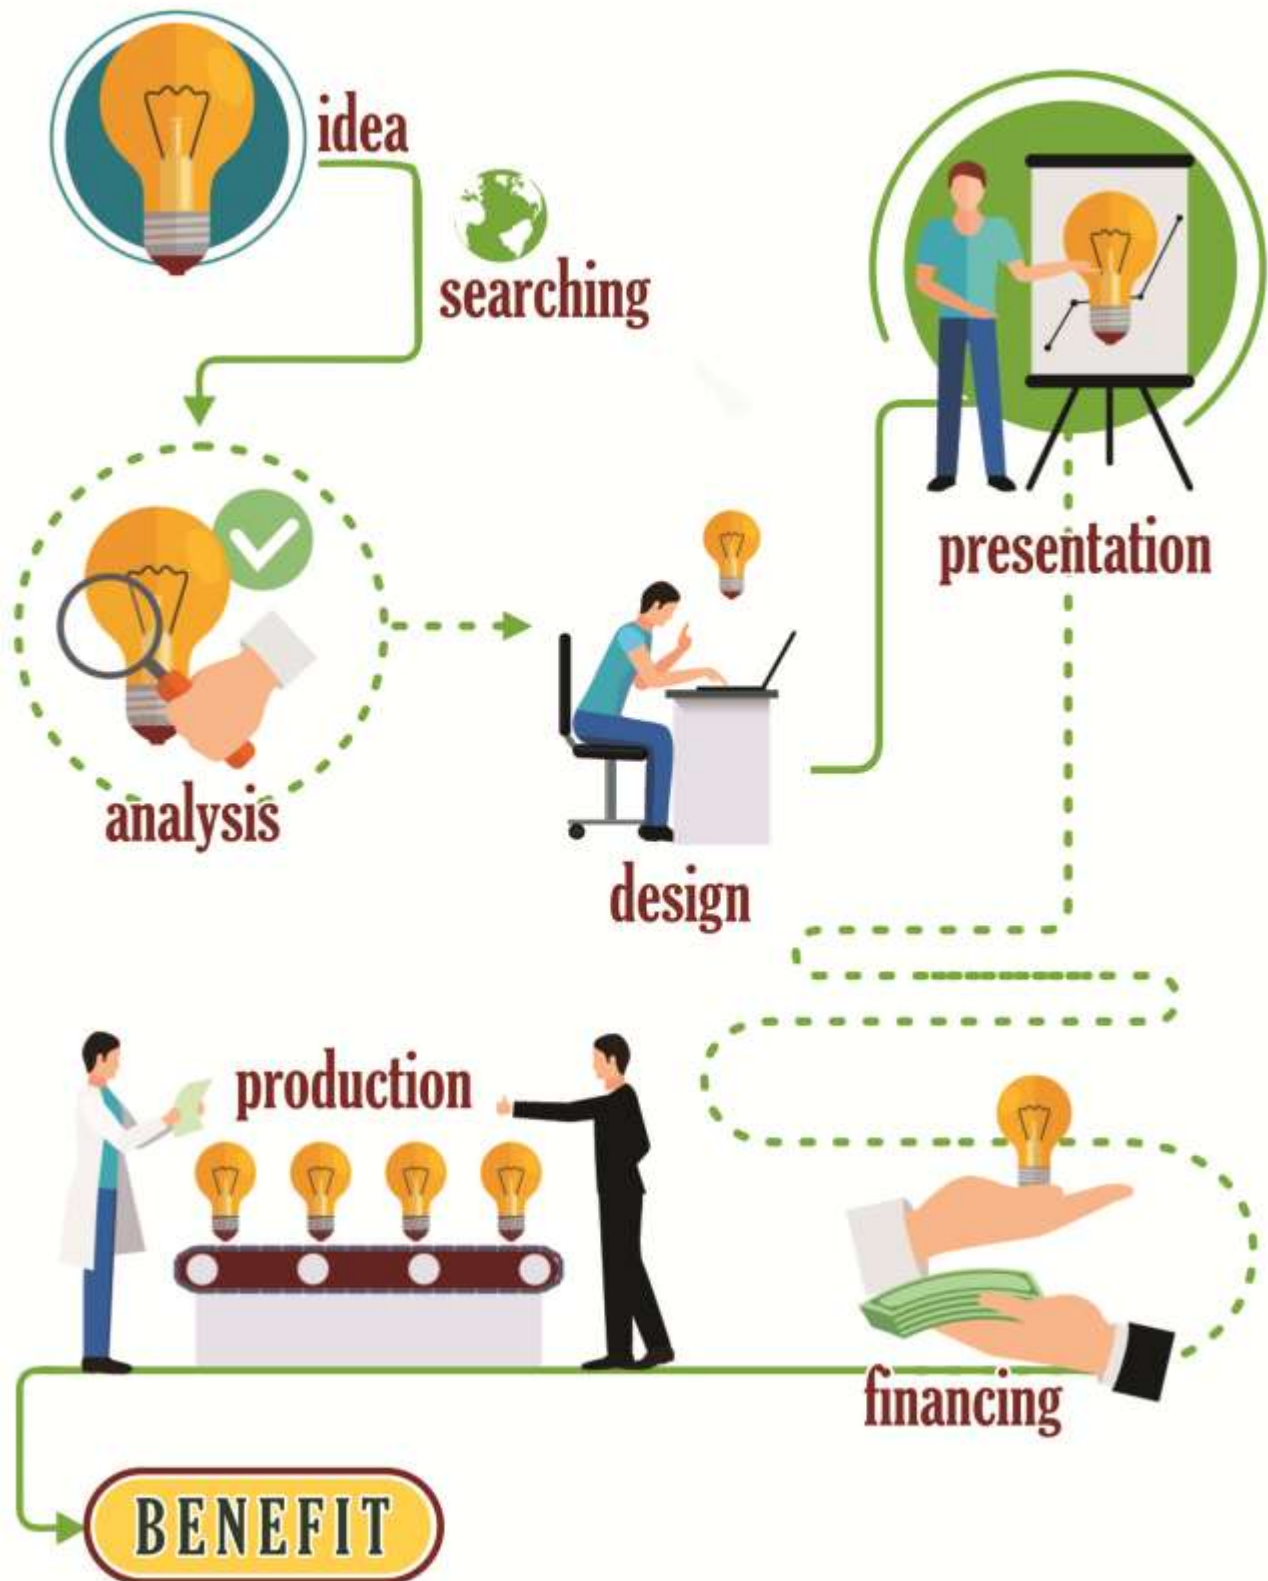 idea
searching
analysis
design
presentation
financing
production
BENEFIT